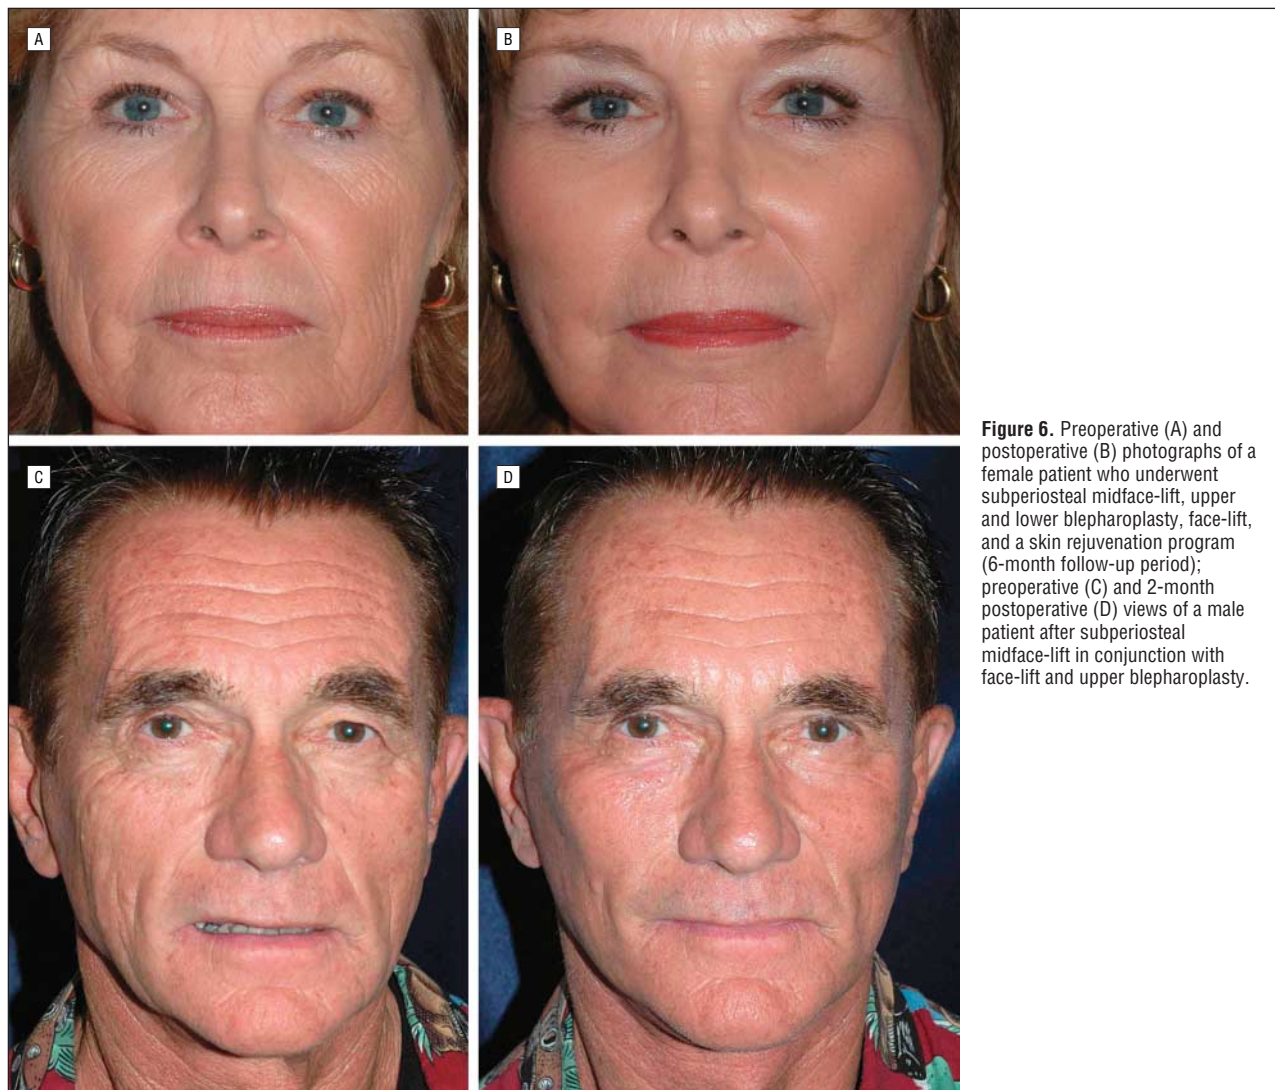 A
B
C
D
Figure 6. Preoperative (A) and
postoperative (B) photographs of a
female patient who underwent
subperiosteal midface-lift, upper
and lower blepharoplasty, face-lift,
and a skin rejuvenation program
(6-month follow-up period);
preoperative (C) and 2-month
postoperative (D) views of a male
patient after subperiosteal
midface-lift in conjunction with
face-lift and upper blepharoplasty.